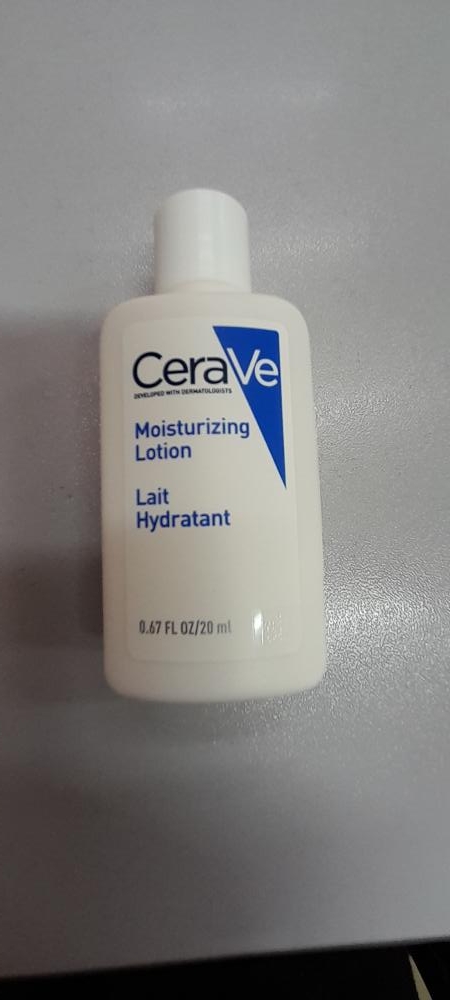 CeraVe
DEVELOPED WITH DERMATOLOGISTS
Moisturizing
Lotion
Lait
Hydratant
0.67 FL OZ/20 ml